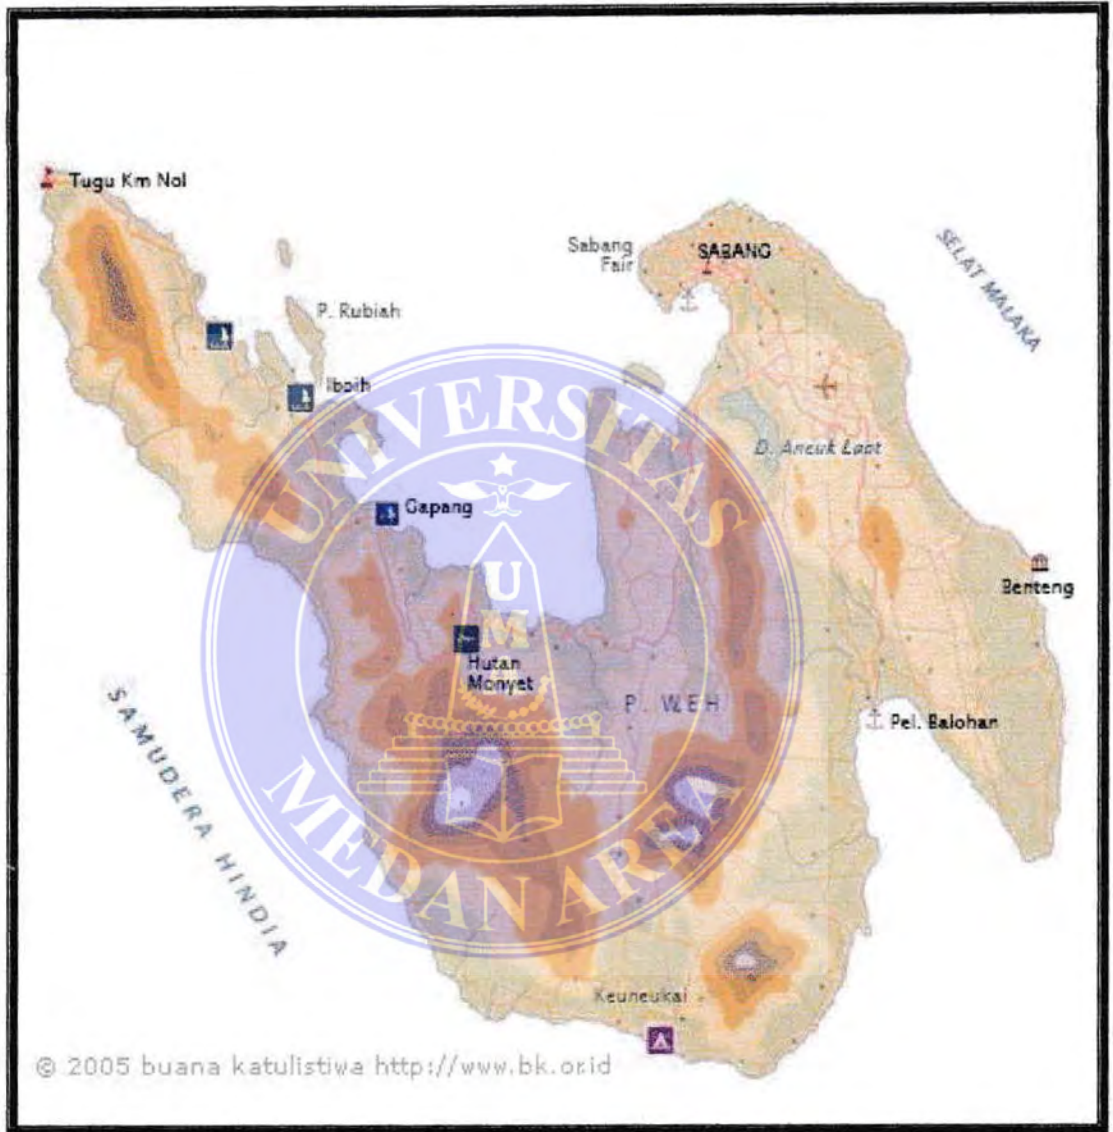 Tugu Km Nol
Sabang
Fair
SABANG
SELAT MALAKA
P. Rubiah
Iboih
D. Aneuk Laot
Gapang
Benteng
Hutan
Monyet
P. WEH
Pel. Balohan
SAMUDERA HINDIA
Keuneukai
© 2005 buana katulistiwa http://www.bk.or.id
UNIVERSITAS
U
M
MEDAN AREA